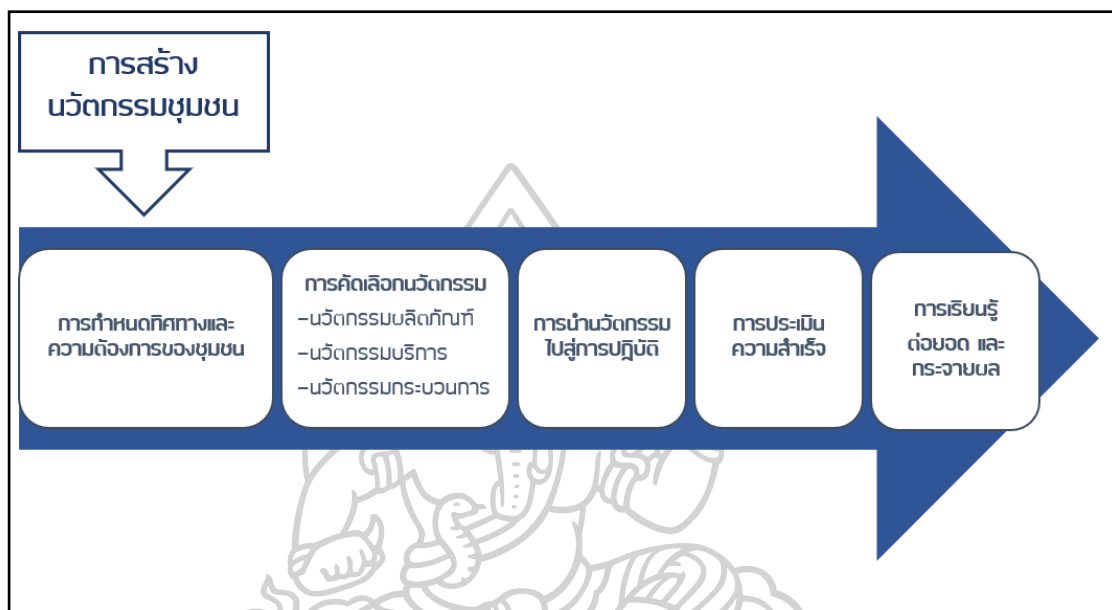 การสร้าง
นวัตกรรมชุมชน
การกำหนดทิศทางและ
ความต้องการของชุมชน
การคัดเลือกนวัตกรรม
-นวัตกรรมผลิตภัณฑ์
-นวัตกรรมบริการ
-นวัตกรรมกระบวนการ
การนำนวัตกรรม
ไปสู่การปฏิบัติ
การประเมิน
ความสำเร็จ
การเรียนรู้
ต่อยอด และ
กระจายผล